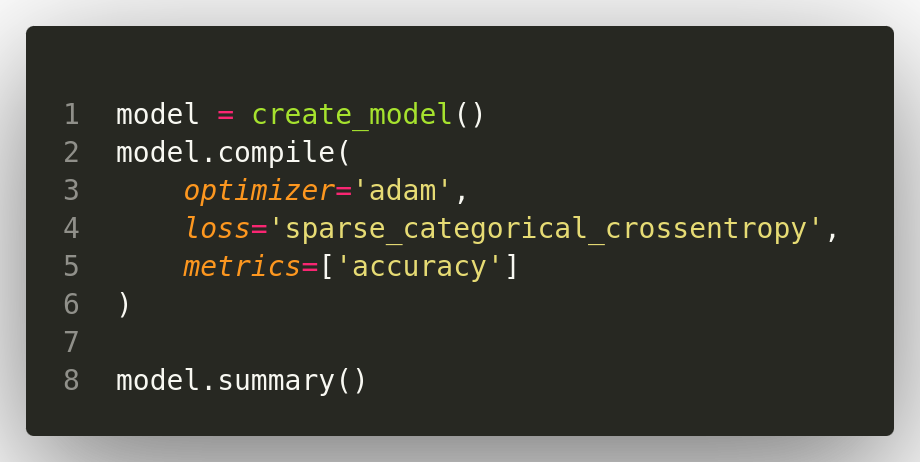 1 model = create_model()
2 model.compile(
3     optimizer='adam',
4     loss='sparse_categorical_crossentropy',
5     metrics=['accuracy']
6 )
7
8 model.summary()